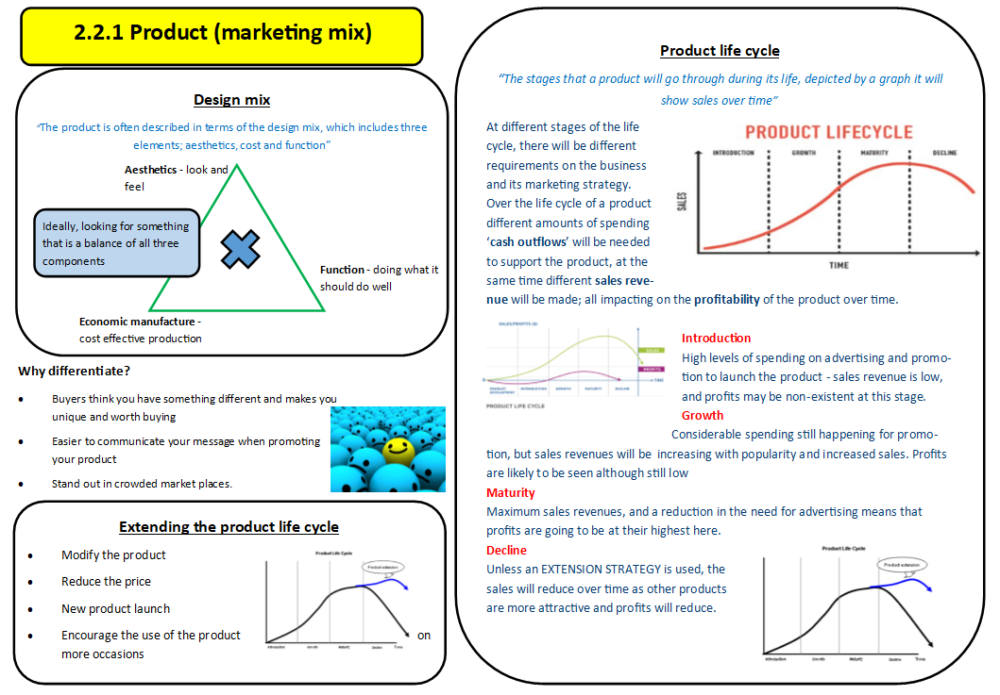 2.2.1 Product (marketing mix)
Design mix
"The product is often described in terms of the design mix, which includes three
elements; aesthetics, cost and function"
Aesthetics - look and
feel
Ideally, looking for something
that is a balance of all three
components
Function - doing what it
should do well
Economic manufacture -
cost effective production
Why differentiate?
• Buyers think you have something different and makes you
unique and worth buying
• Easier to communicate your message when promoting
your product
• Stand out in crowded market places.
Extending the product life cycle
• Modify the product
• Reduce the price
• New product launch
• Encourage the use of the product on
more occasions
Product Life Cycle
Product extension
Introduction Growth Maturity Decline Time
Product life cycle
"The stages that a product will go through during its life, depicted by a graph it will
show sales over time"
At different stages of the life
cycle, there will be different
requirements on the business
and its marketing strategy.
Over the life cycle of a product
different amounts of spending
'cash outflows' will be needed
to support the product, at the
same time different sales reve-
nue will be made; all impacting on the profitability of the product over time.
PRODUCT LIFECYCLE
INTRODUCTION GROWTH MATURITY DECLINE
SALES
TIME
SALES/PROFITS ($)
SALES
PROFITS
TIME
PRODUCT DEVELOPMENT INTRODUCTION GROWTH MATURITY DECLINE
PRODUCT LIFE CYCLE
Introduction
High levels of spending on advertising and promo-
tion to launch the product - sales revenue is low,
and profits may be non-existent at this stage.
Growth
Considerable spending still happening for promo-
tion, but sales revenues will be increasing with popularity and increased sales. Profits
are likely to be seen although still low
Maturity
Maximum sales revenues, and a reduction in the need for advertising means that
profits are going to be at their highest here.
Decline
Unless an EXTENSION STRATEGY is used, the
sales will reduce over time as other products
are more attractive and profits will reduce.
Product Life Cycle
Product extension
Introduction Growth Maturity Decline Time